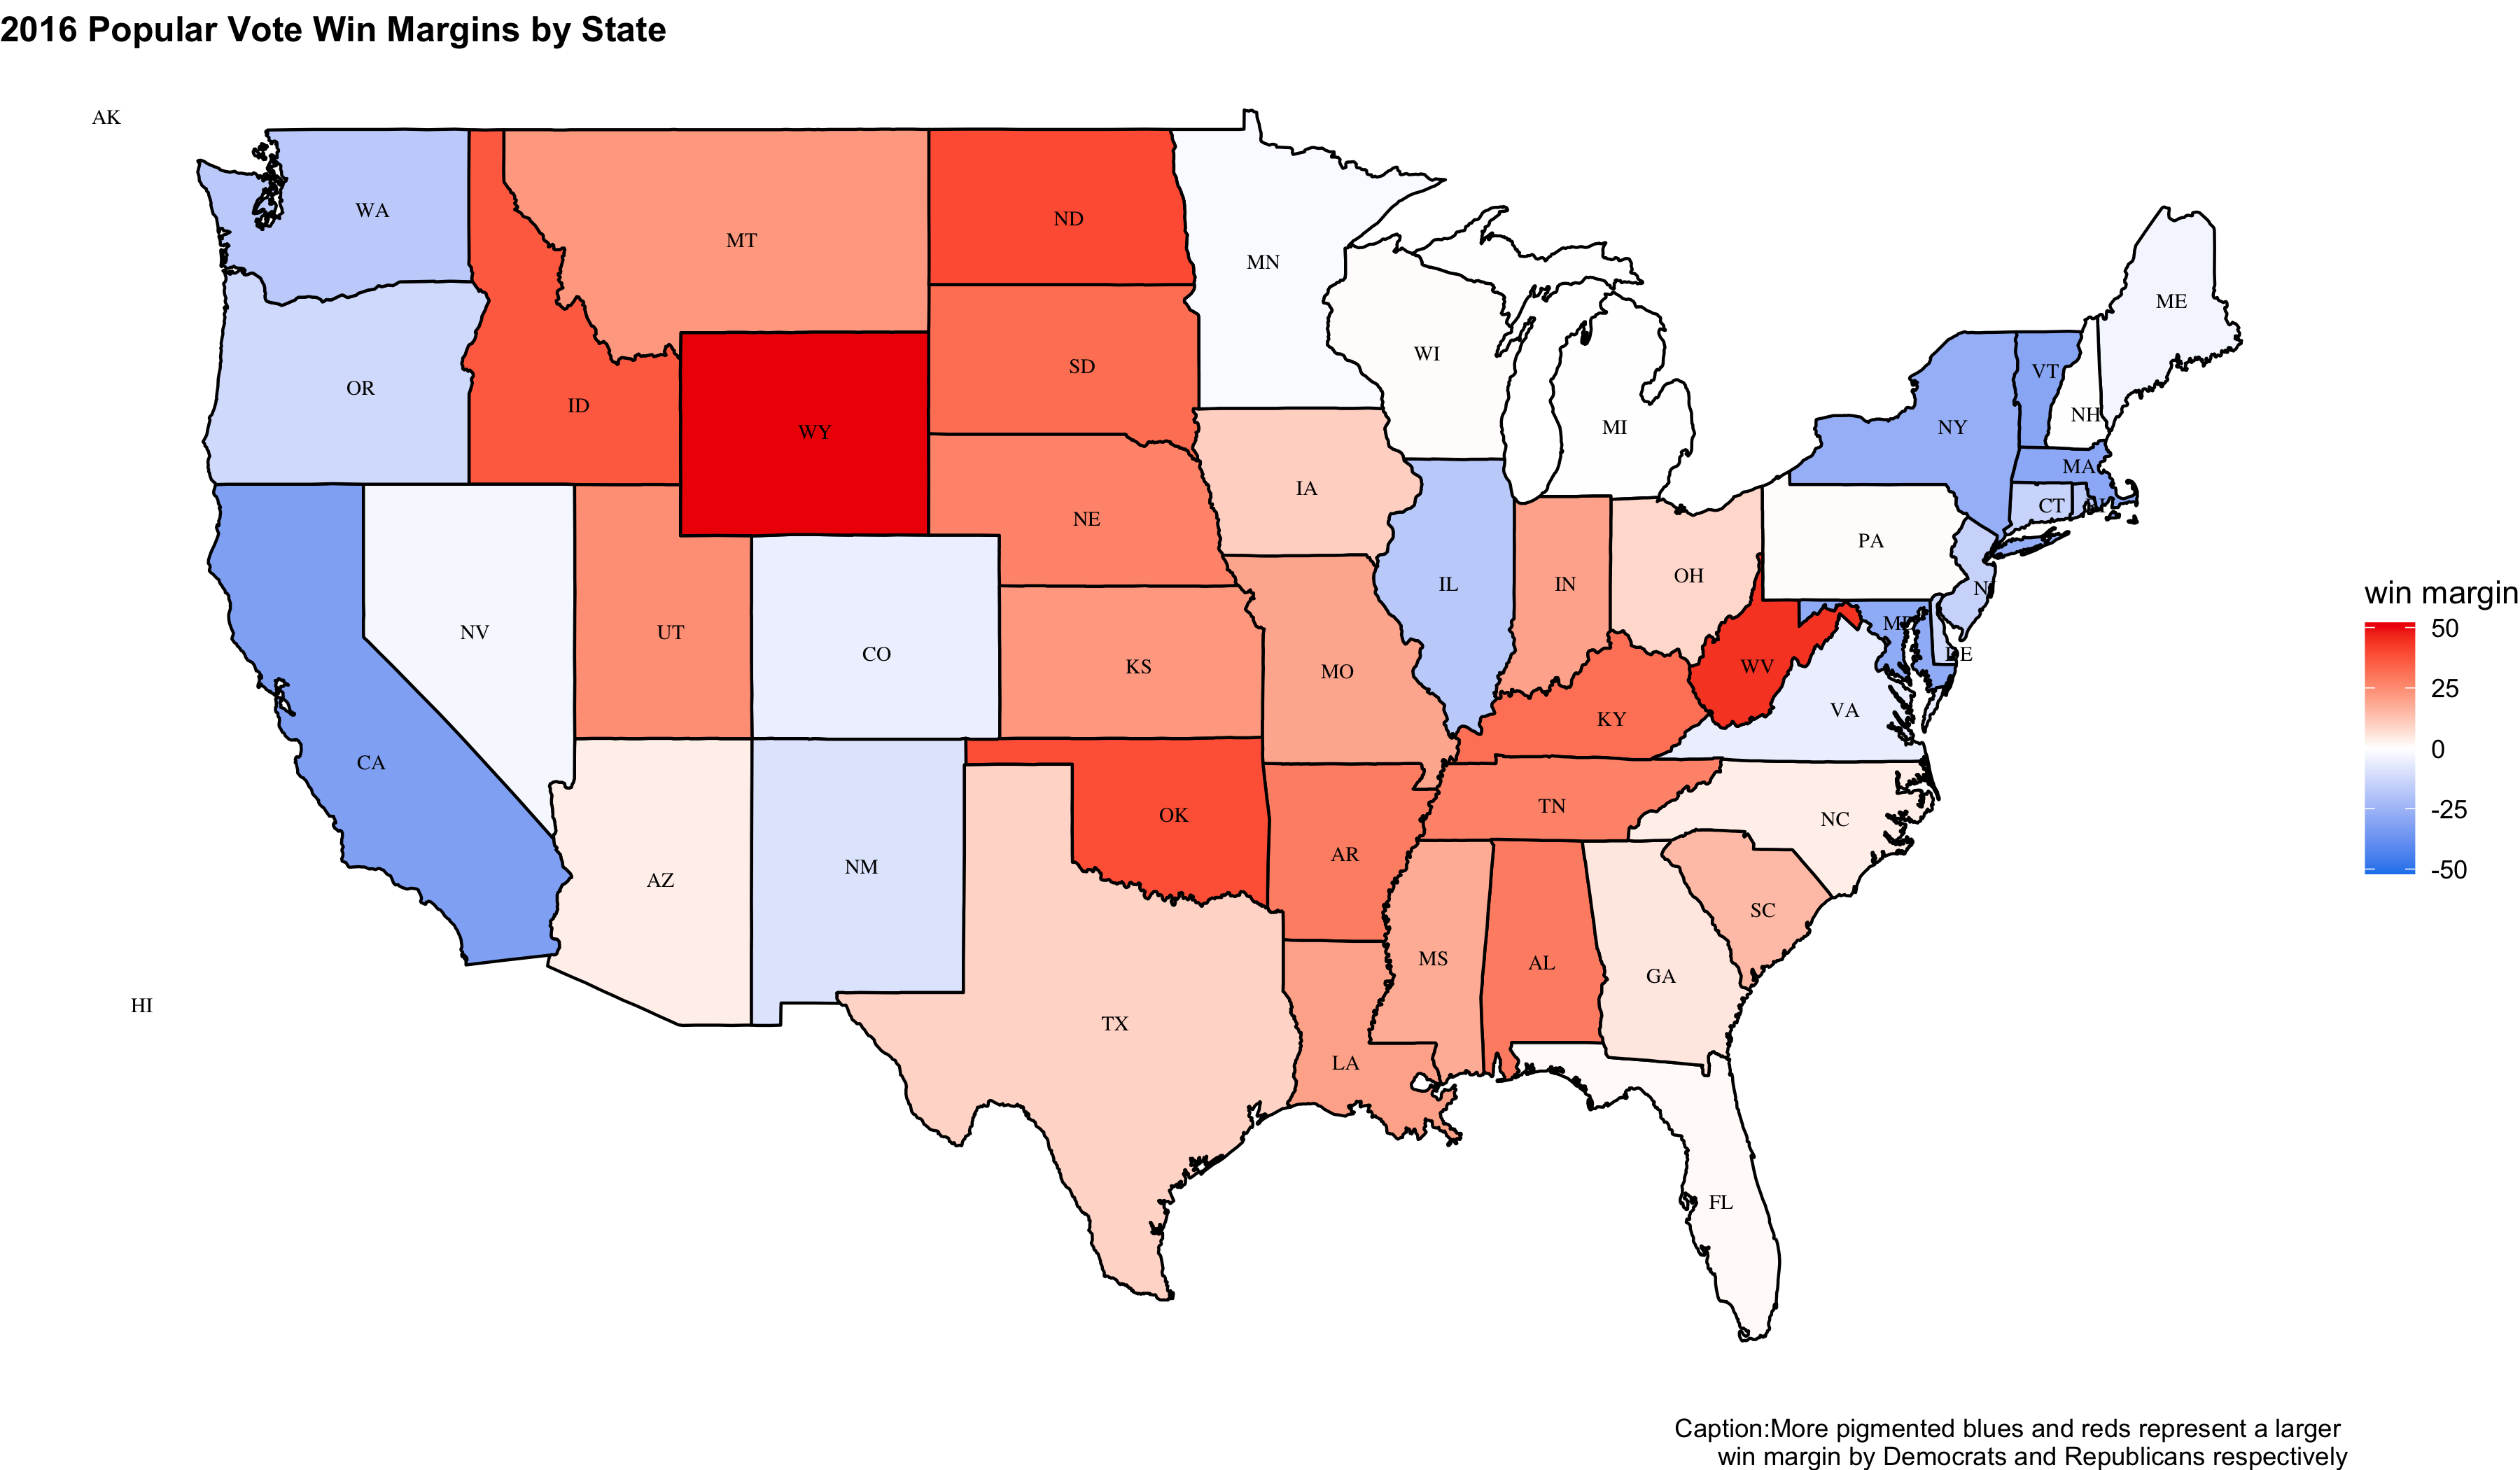 2016 Popular Vote Win Margins by State
AK
WA
MT
ND
MN
ME
OR
ID
SD
WI
VT
WY
MI
NY
NH
NE
IA
MA
CT
PA
NV
UT
CO
KS
MO
IL
IN
OH
WV
KY
VA
CA
OK
AR
TN
NC
AZ
NM
MS
AL
GA
SC
HI
TX
LA
FL
win margin
50
25
0
-25
-50
Caption:More pigmented blues and reds represent a larger
win margin by Democrats and Republicans respectively